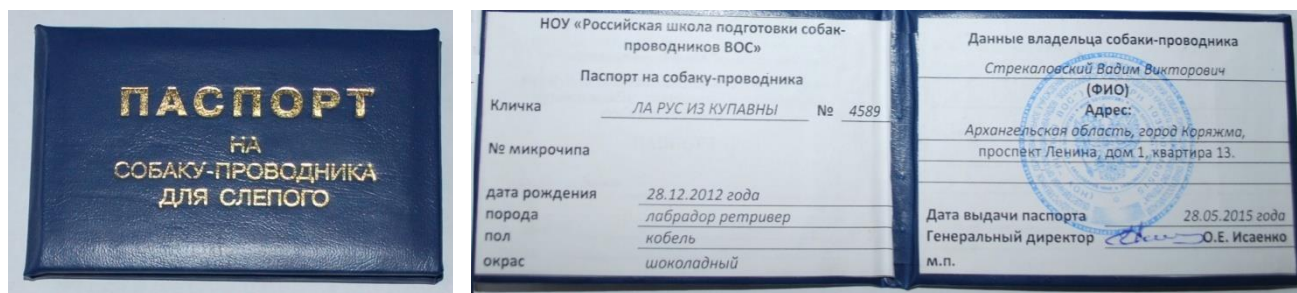 ПАСПОРТ
НА
СОБАКУ-ПРОВОДНИКА
ДЛЯ СЛЕПОГО
НОУ «Российская школа подготовки собак-
проводников ВОС»
Паспорт на собаку-проводника
Кличка ЛА РУС ИЗ КУПАВНЫ № 4589
№ микрочипа
дата рождения 28.12.2012 года
порода лабрадор ретривер
пол кобель
окрас шоколадный
Данные владельца собаки-проводника
Стрекаловский Вадим Викторович
(ФИО)
Адрес:
Архангельская область, город Коряжма,
проспект Ленина, дом 1, квартира 13.
Дата выдачи паспорта 28.05.2015 года
Генеральный директор О.Е. Исаенко
м.п.